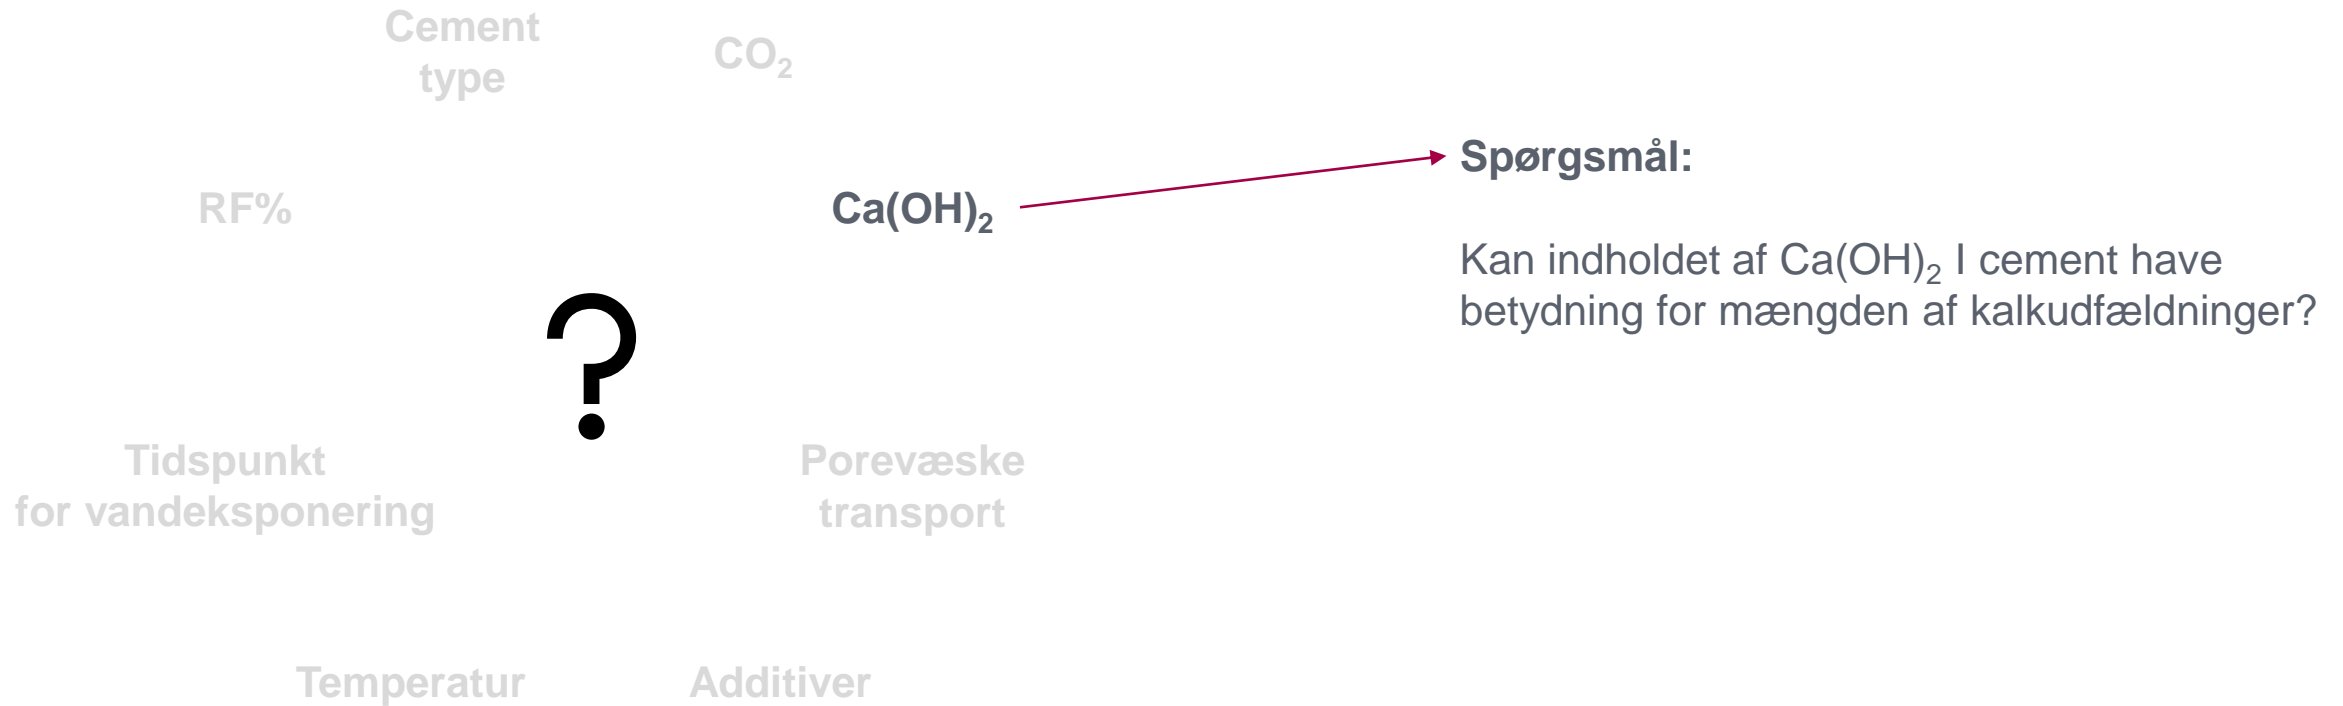 Cement
type
CO₂
RF%
Ca(OH)₂
?
Tidspunkt
for vandeksponering
Porevæske
transport
Temperatur
Additiver
Spørgsmål:
Kan indholdet af Ca(OH)₂ I cement have
betydning for mængden af kalkudfældninger?